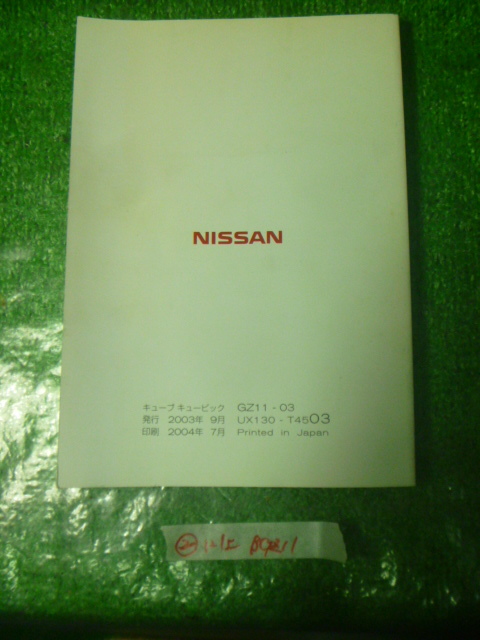 NISSAN
キューブ キュービック GZ11 - 03
発行 2003年 9月 UX130 - T4503
印刷 2004年 7月 Printed in Japan